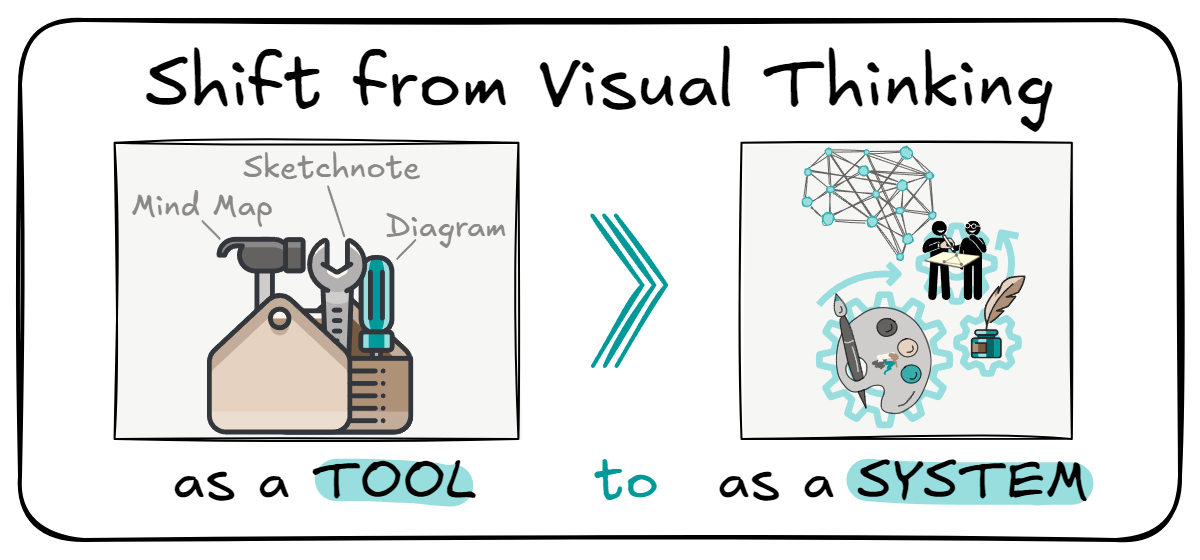 Shift from Visual Thinking
Sketchnote
Mind Map
Diagram
as a TOOL
to
as a SYSTEM